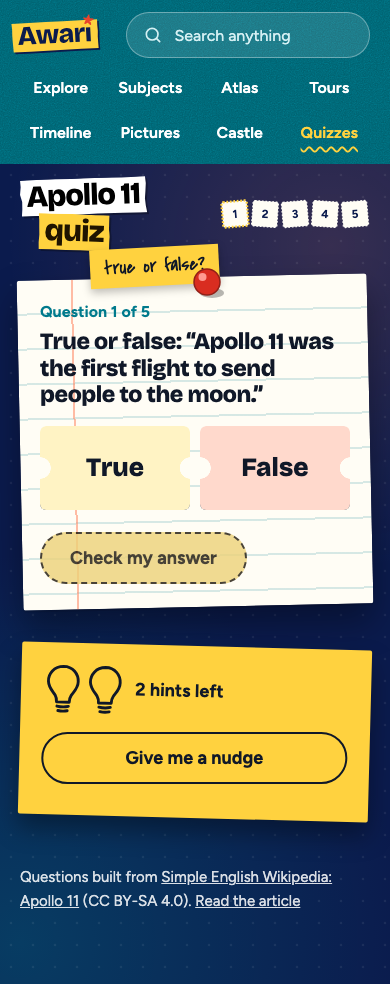 Awari
Search anything
Explore Subjects Atlas Tours
Timeline Pictures Castle Quizzes
Apollo 11
quiz
1 2 3 4 5
true or false?
Question 1 of 5
True or false: “Apollo 11 was
the first flight to send
people to the moon.”
True False
Check my answer
2 hints left
Give me a nudge
Questions built from Simple English Wikipedia:
Apollo 11 (CC BY-SA 4.0). Read the article